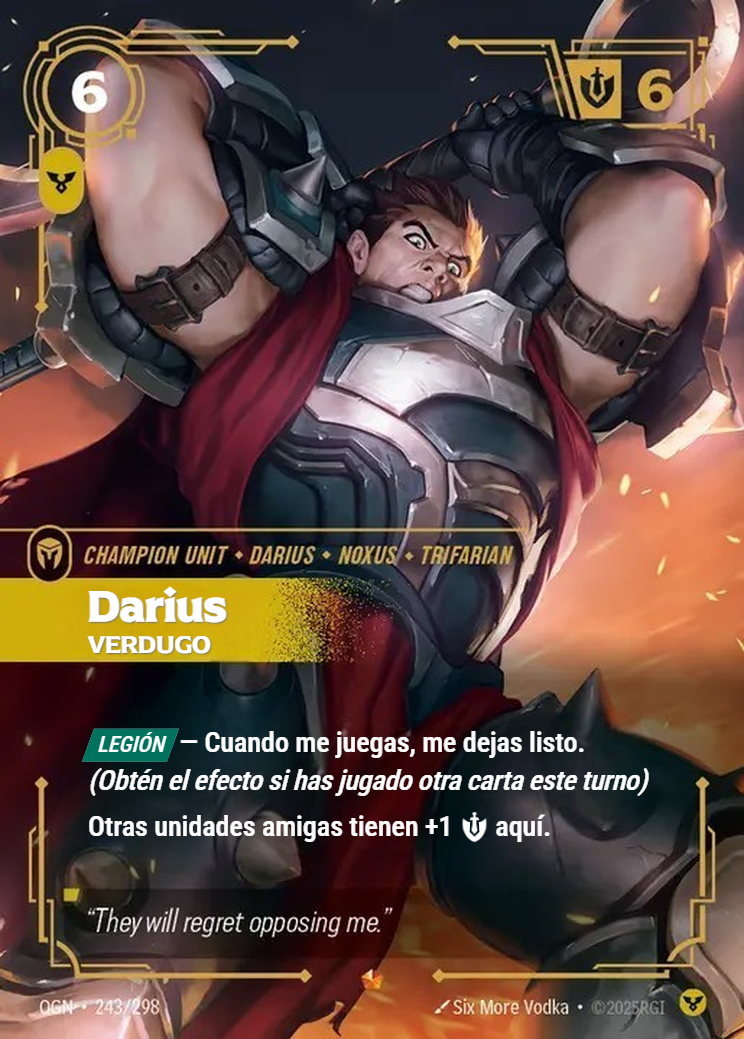 6
6
CHAMPION UNIT • DARIUS • NOXUS • TRIFARIAN
Darius
VERDUGO
LEGIÓN — Cuando me juegas, me dejas listo.
(Obtén el efecto si has jugado otra carta este turno)
Otras unidades amigas tienen +1 aquí.
“They will regret opposing me.”
OGN • 243/298
Six More Vodka • ©2025RGI